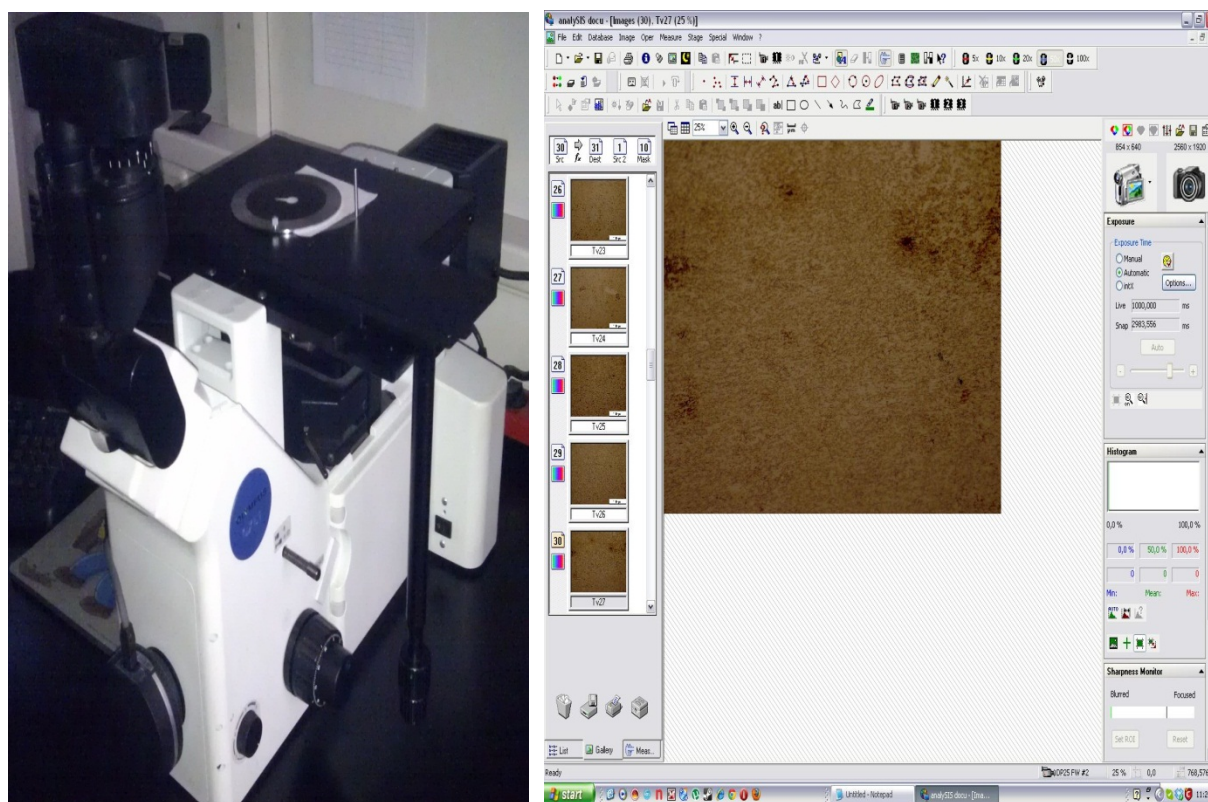 analySIS docu - [Images (30), Tv27 (25 %)]
File Edit Database Image Oper Measure Stage Special Window ?
5x 10x 20x 100x
25%
30 31 1 10
Src fx Dest Src 2 Mask
854 x 640 2560 x 1920
26
Tv23
27
Tv24
28
Tv25
29
Tv26
30
Tv27
List Gallery Meas...
Exposure
Exposure Time
Manual
Automatic
Options...
Live 1000,000 ms
Snap 2983,556 ms
Auto
Histogram
0,0 % 100,0 %
0,0 % 50,0 % 100,0 %
0 0 0
Min: Mean: Max:
Sharpness Monitor
Blurred Focused
Set ROI Reset
Ready
25 % 0,0 768,576
start Untitled - Notepad analySIS docu - [Ima...